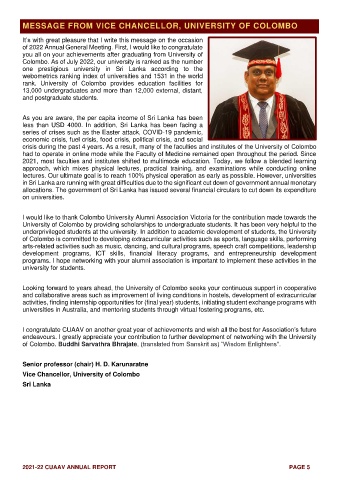 MESSAGE FROM VICE CHANCELLOR, UNIVERSITY OF COLOMBO
It's with great pleasure that I write this message on the occasion
of 2022 Annual General Meeting. First, I would like to congratulate
you all on your achievements after graduating from University of
Colombo. As of July 2022, our university is ranked as the number
one prestigious university in Sri Lanka according to the
webometrics ranking index of universities and 1531 in the world
rank. University of Colombo provides education facilities for
13,000 undergraduates and more than 12,000 external, distant,
and postgraduate students.
As you are aware, the per capita income of Sri Lanka has been
less than USD 4000. In addition, Sri Lanka has been facing a
series of crises such as the Easter attack, COVID-19 pandemic,
economic crisis, fuel crisis, food crisis, political crisis, and social
crisis during the past 4 years. As a result, many of the faculties and institutes of the University of Colombo
had to operate in online mode while the Faculty of Medicine remained open throughout the period. Since
2021, most faculties and institutes shifted to multimode education. Today, we follow a blended learning
approach, which mixes physical lectures, practical training, and examinations while conducting online
lectures. Our ultimate goal is to reach 100% physical operation as early as possible. However, universities
in Sri Lanka are running with great difficulties due to the significant cut down of government annual monetary
allocations. The government of Sri Lanka has issued several financial circulars to cut down its expenditure
on universities.
I would like to thank Colombo University Alumni Association Victoria for the contribution made towards the
University of Colombo by providing scholarships to undergraduate students. It has been very helpful to the
underprivileged students at the university. In addition to academic development of students, the University
of Colombo is committed to developing extracurricular activities such as sports, language skills, performing
arts-related activities such as music, dancing, and cultural programs, speech craft competitions, leadership
development programs, ICT skills, financial literacy programs, and entrepreneurship development
programs. I hope networking with your alumni association is important to implement these activities in the
university for students.
Looking forward to years ahead, the University of Colombo seeks your continuous support in cooperative
and collaborative areas such as improvement of living conditions in hostels, development of extracurricular
activities, finding internship opportunities for (final year) students, initiating student exchange programs with
universities in Australia, and mentoring students through virtual fostering programs, etc.
I congratulate CUAAV on another great year of achievements and wish all the best for Association's future
endeavours. I greatly appreciate your contribution to further development of networking with the University
of Colombo. Buddhi Sarvathra Bhrajate, (translated from Sanskrit as) "Wisdom Enlightens".
Senior professor (chair) H. D. Karunaratne
Vice Chancellor, University of Colombo
Sri Lanka
2021-22 CUAAV ANNUAL REPORT PAGE 5